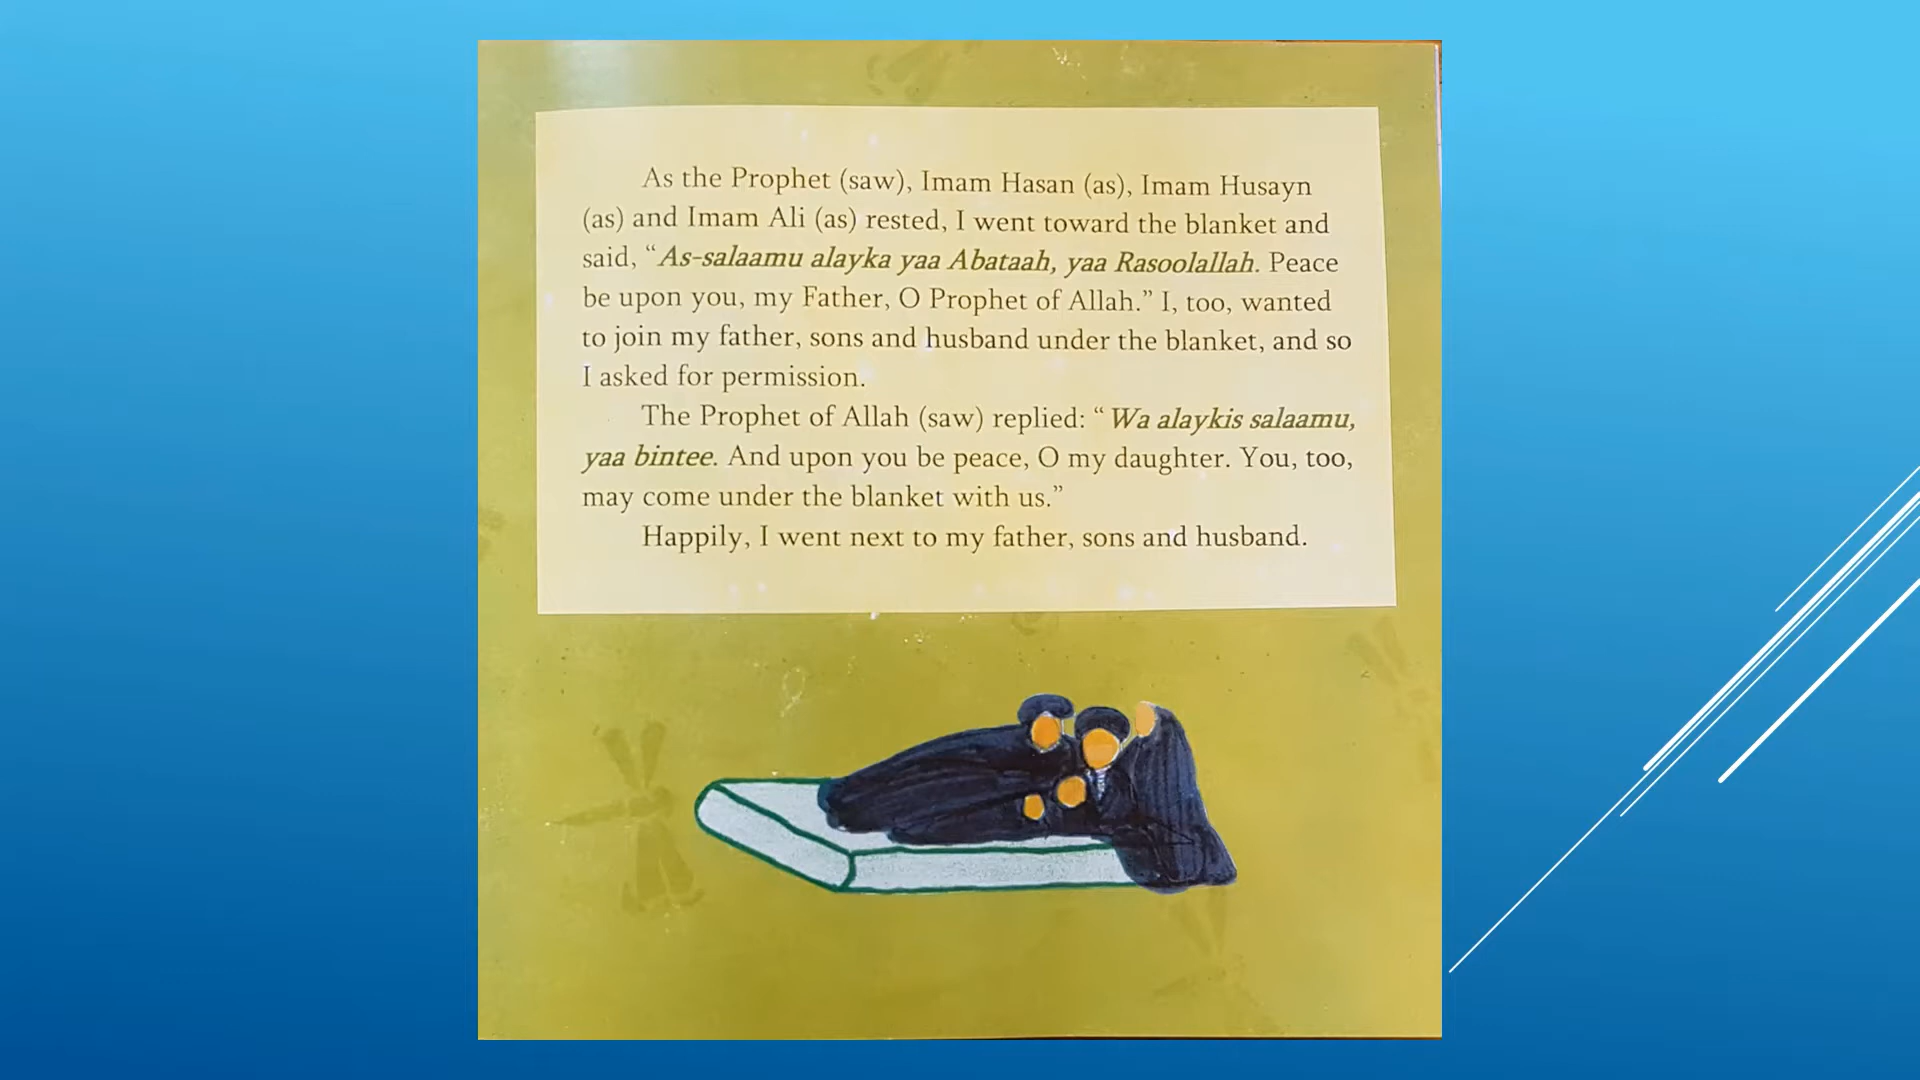 As the Prophet (saw), Imam Hasan (as), Imam Husayn
(as) and Imam Ali (as) rested, I went toward the blanket and
said, “As-salaamu alayka yaa Abataah, yaa Rasoolallah. Peace
be upon you, my Father, O Prophet of Allah.” I, too, wanted
to join my father, sons and husband under the blanket, and so
I asked for permission.
The Prophet of Allah (saw) replied: “Wa alaykis salaamu,
yaa bintee. And upon you be peace, O my daughter. You, too,
may come under the blanket with us.”
Happily, I went next to my father, sons and husband.